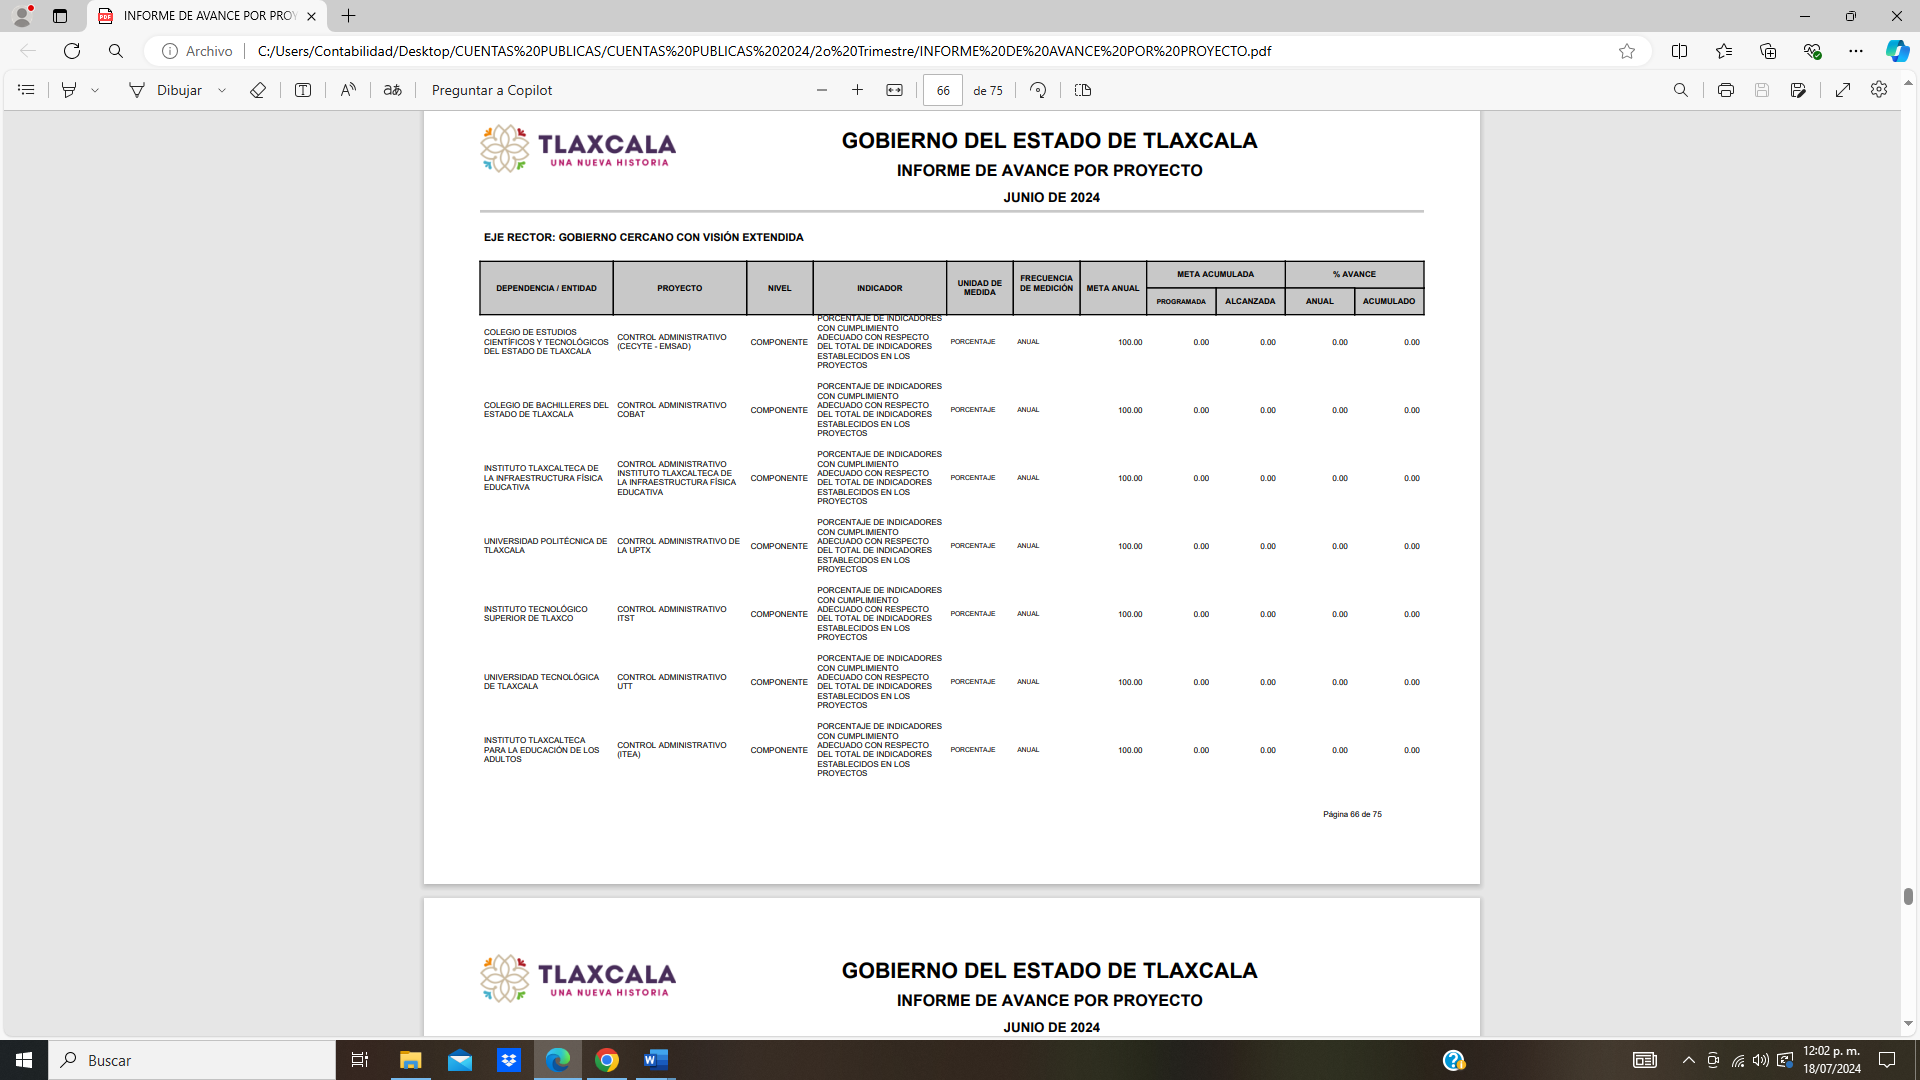 INFORME DE AVANCE POR PROY
Archivo
C:/Users/Contabilidad/Desktop/CUENTAS%20PUBLICAS/CUENTAS%20PUBLICAS%202024/2o%20Trimestre/INFORME%20DE%20AVANCE%20POR%20PROYECTO.pdf
Dibujar
aあ
Preguntar a Copilot
66
de 75
TLAXCALA
UNA NUEVA HISTORIA
GOBIERNO DEL ESTADO DE TLAXCALA
INFORME DE AVANCE POR PROYECTO
JUNIO DE 2024
EJE RECTOR: GOBIERNO CERCANO CON VISIÓN EXTENDIDA
DEPENDENCIA / ENTIDAD
PROYECTO
NIVEL
INDICADOR
UNIDAD DE
MEDIDA
FRECUENCIA
DE MEDICIÓN
META ANUAL
META ACUMULADA
PROGRAMADA
ALCANZADA
% AVANCE
ANUAL
ACUMULADO
COLEGIO DE ESTUDIOS
CIENTÍFICOS Y TECNOLÓGICOS
DEL ESTADO DE TLAXCALA
CONTROL ADMINISTRATIVO
(CECYTE - EMSAD)
COMPONENTE
PORCENTAJE DE INDICADORES
CON CUMPLIMIENTO
ADECUADO CON RESPECTO
DEL TOTAL DE INDICADORES
ESTABLECIDOS EN LOS
PROYECTOS
PORCENTAJE
ANUAL
100.00
0.00
0.00
0.00
0.00
COLEGIO DE BACHILLERES DEL
ESTADO DE TLAXCALA
CONTROL ADMINISTRATIVO
COBAT
COMPONENTE
PORCENTAJE DE INDICADORES
CON CUMPLIMIENTO
ADECUADO CON RESPECTO
DEL TOTAL DE INDICADORES
ESTABLECIDOS EN LOS
PROYECTOS
PORCENTAJE
ANUAL
100.00
0.00
0.00
0.00
0.00
INSTITUTO TLAXCALTECA DE
LA INFRAESTRUCTURA FÍSICA
EDUCATIVA
CONTROL ADMINISTRATIVO
INSTITUTO TLAXCALTECA DE
LA INFRAESTRUCTURA FÍSICA
EDUCATIVA
COMPONENTE
PORCENTAJE DE INDICADORES
CON CUMPLIMIENTO
ADECUADO CON RESPECTO
DEL TOTAL DE INDICADORES
ESTABLECIDOS EN LOS
PROYECTOS
PORCENTAJE
ANUAL
100.00
0.00
0.00
0.00
0.00
UNIVERSIDAD POLITÉCNICA DE
TLAXCALA
CONTROL ADMINISTRATIVO DE
LA UPTX
COMPONENTE
PORCENTAJE DE INDICADORES
CON CUMPLIMIENTO
ADECUADO CON RESPECTO
DEL TOTAL DE INDICADORES
ESTABLECIDOS EN LOS
PROYECTOS
PORCENTAJE
ANUAL
100.00
0.00
0.00
0.00
0.00
INSTITUTO TECNOLÓGICO
SUPERIOR DE TLAXCO
CONTROL ADMINISTRATIVO
ITST
COMPONENTE
PORCENTAJE DE INDICADORES
CON CUMPLIMIENTO
ADECUADO CON RESPECTO
DEL TOTAL DE INDICADORES
ESTABLECIDOS EN LOS
PROYECTOS
PORCENTAJE
ANUAL
100.00
0.00
0.00
0.00
0.00
UNIVERSIDAD TECNOLÓGICA
DE TLAXCALA
CONTROL ADMINISTRATIVO
UTT
COMPONENTE
PORCENTAJE DE INDICADORES
CON CUMPLIMIENTO
ADECUADO CON RESPECTO
DEL TOTAL DE INDICADORES
ESTABLECIDOS EN LOS
PROYECTOS
PORCENTAJE
ANUAL
100.00
0.00
0.00
0.00
0.00
INSTITUTO TLAXCALTECA
PARA LA EDUCACIÓN DE LOS
ADULTOS
CONTROL ADMINISTRATIVO
(ITEA)
COMPONENTE
PORCENTAJE DE INDICADORES
CON CUMPLIMIENTO
ADECUADO CON RESPECTO
DEL TOTAL DE INDICADORES
ESTABLECIDOS EN LOS
PROYECTOS
PORCENTAJE
ANUAL
100.00
0.00
0.00
0.00
0.00
Página 66 de 75
TLAXCALA
UNA NUEVA HISTORIA
GOBIERNO DEL ESTADO DE TLAXCALA
INFORME DE AVANCE POR PROYECTO
JUNIO DE 2024
Buscar
12:02 p. m.
18/07/2024